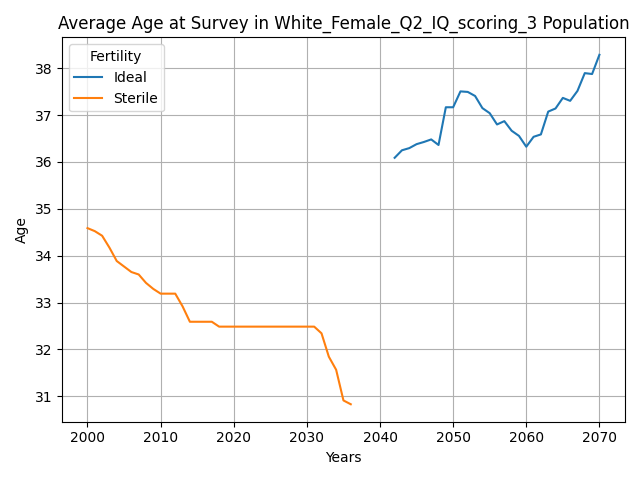 Average Age at Survey in White_Female_Q2_IQ_scoring_3 Population
Fertility
Ideal
Sterile
38
37
36
35
34
33
32
31
Age
2000 2010 2020 2030 2040 2050 2060 2070
Years